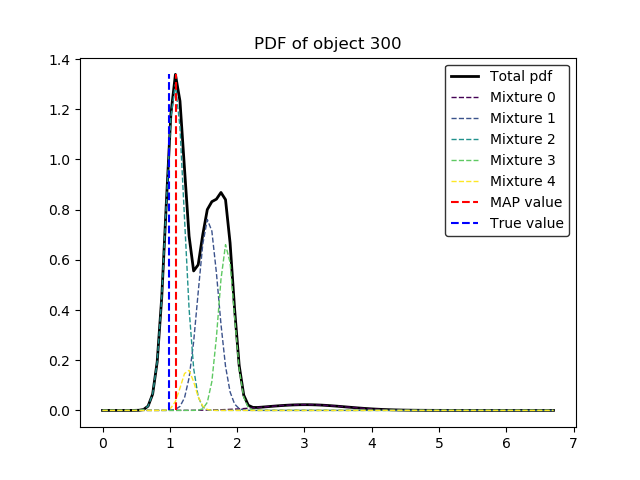 PDF of object 300
Total pdf
Mixture 0
Mixture 1
Mixture 2
Mixture 3
Mixture 4
MAP value
True value
1.4
1.2
1.0
0.8
0.6
0.4
0.2
0.0
0 1 2 3 4 5 6 7